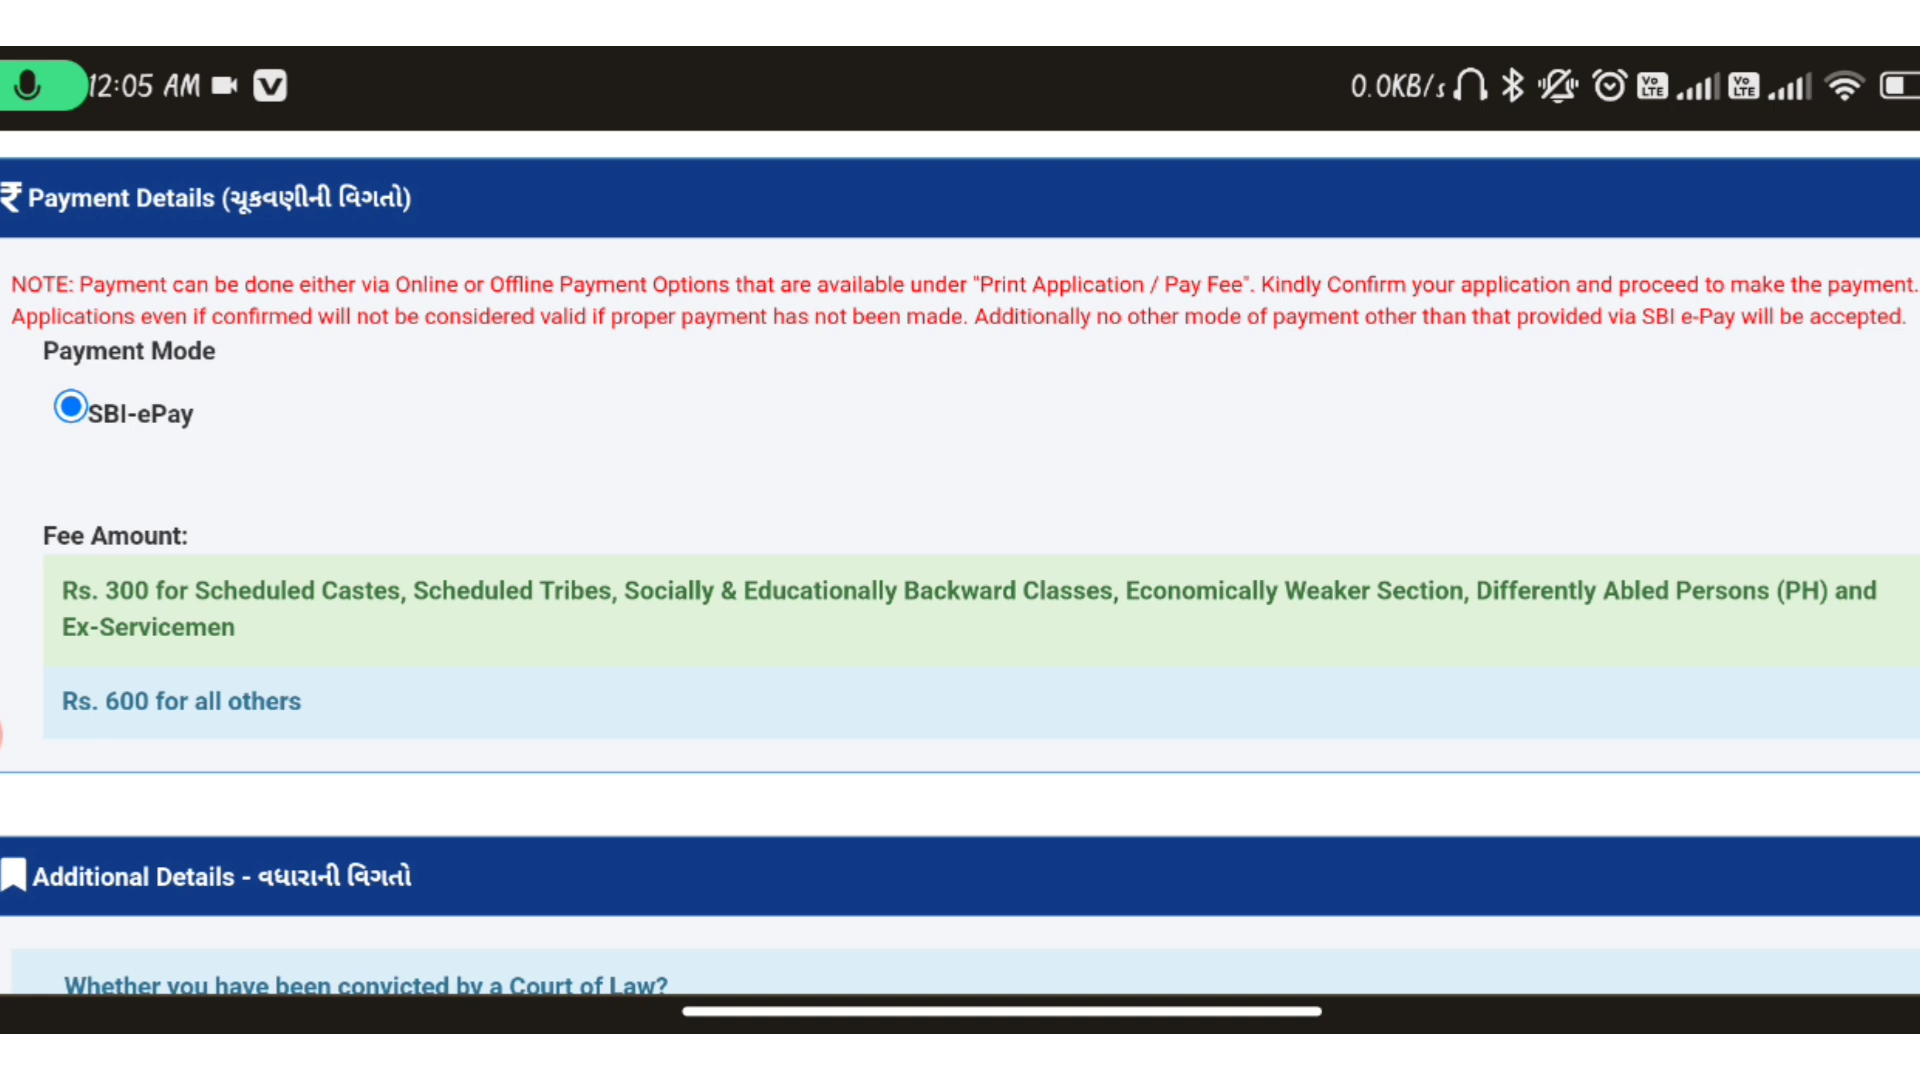 12:05 AM
0.0KB/s
Vo LTE
Vo LTE
₹ Payment Details (ચૂકવણીની વિગતો)
NOTE: Payment can be done either via Online or Offline Payment Options that are available under "Print Application / Pay Fee". Kindly Confirm your application and proceed to make the payment.
Applications even if confirmed will not be considered valid if proper payment has not been made. Additionally no other mode of payment other than that provided via SBI e-Pay will be accepted.
Payment Mode
SBI-ePay
Fee Amount:
Rs. 300 for Scheduled Castes, Scheduled Tribes, Socially & Educationally Backward Classes, Economically Weaker Section, Differently Abled Persons (PH) and
Ex-Servicemen
Rs. 600 for all others
Additional Details - વધારાની વિગતો
Whether you have been convicted by a Court of Law?